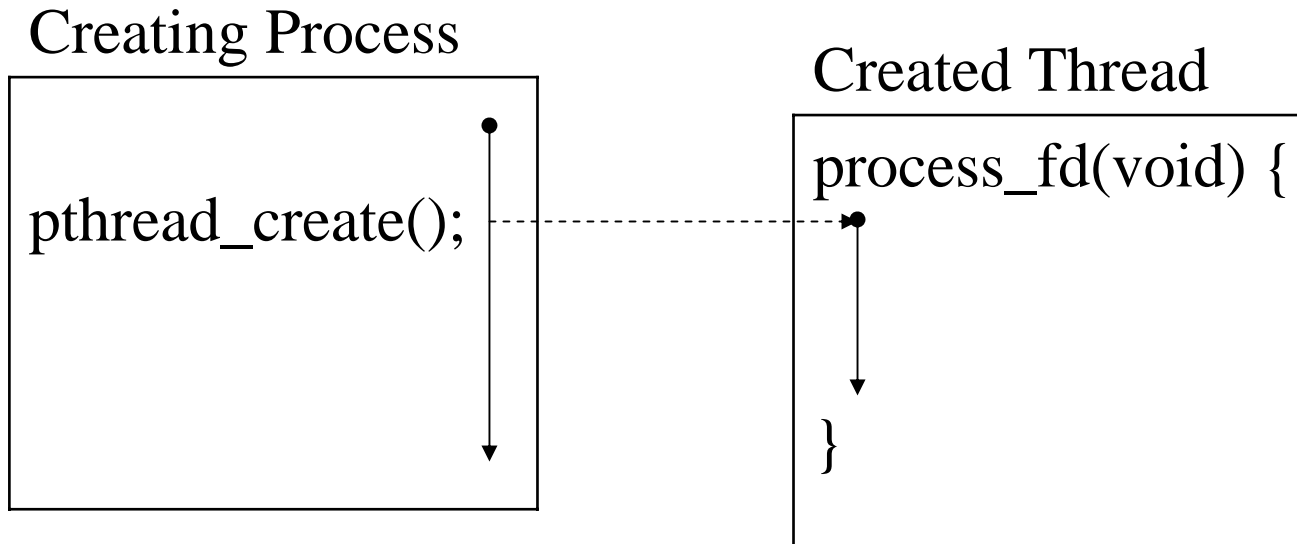 Creating Process
pthread_create();
Created Thread
process_fd(void) {
}